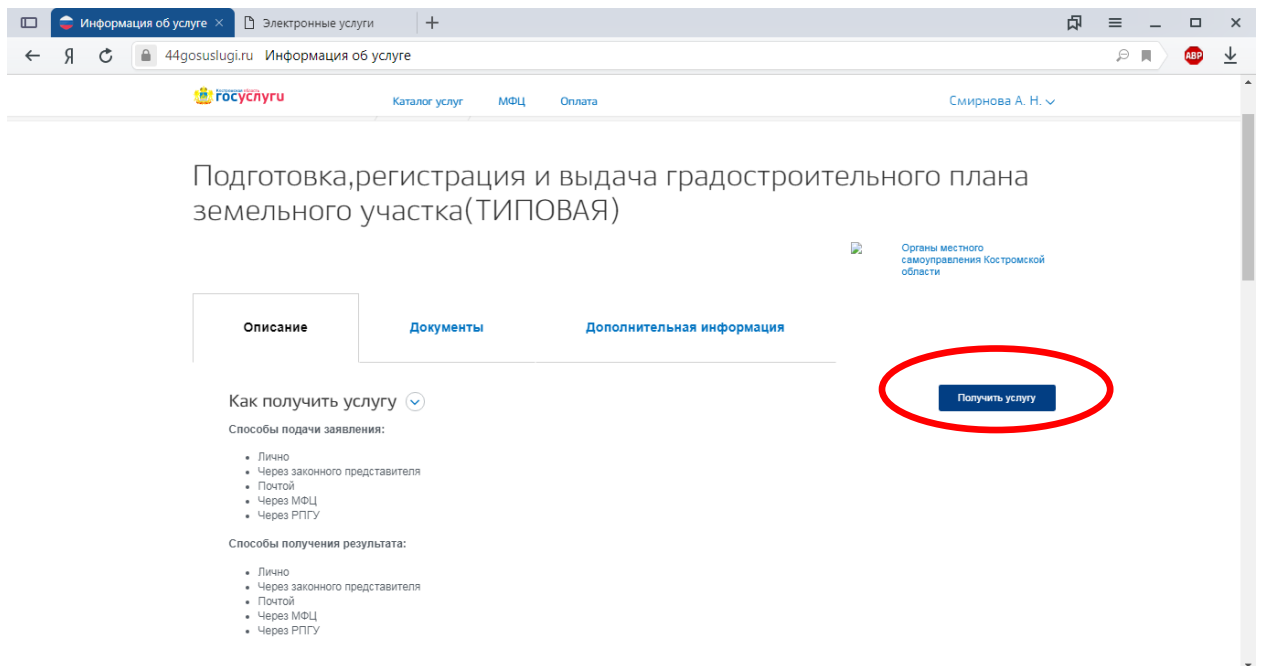 Информация об услуге
Электронные услуги
44gosuslugi.ru Информация об услуге
ABP
госуслуги
Каталог услуг МФЦ Оплата Смирнова А. Н.
Подготовка,регистрация и выдача градостроительного плана
земельного участка(ТИПОВАЯ)
Органы местного
самоуправления Костромской
области
Описание Документы Дополнительная информация
Получить услугу
Как получить услугу
Способы подачи заявления:
Лично
Через законного представителя
Почтой
Через МФЦ
Через РПГУ
Способы получения результата:
Лично
Через законного представителя
Почтой
Через МФЦ
Через РПГУ